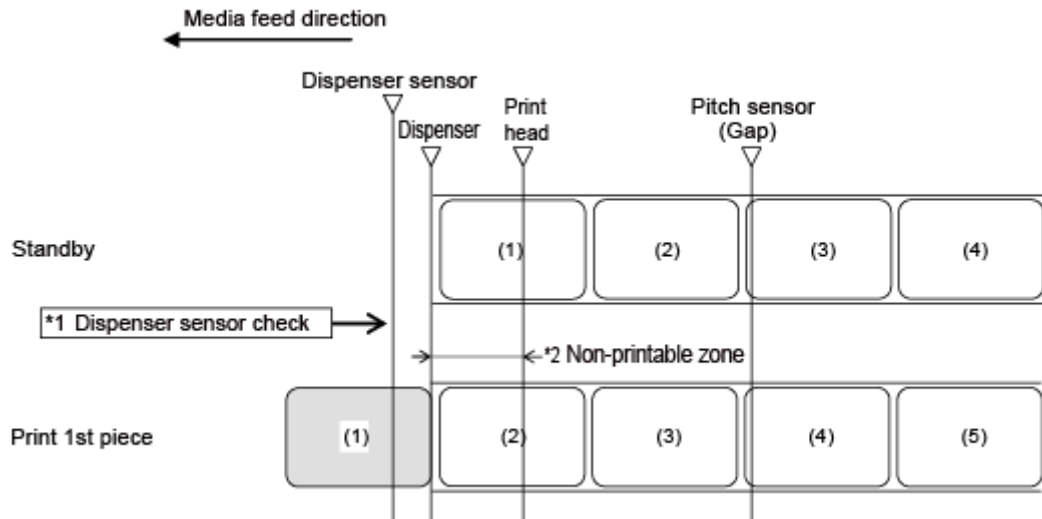 Media feed direction
Dispenser sensor
Dispenser
Print
head
Pitch sensor
(Gap)
Standby
(1)
(2)
(3)
(4)
*1 Dispenser sensor check
*2 Non-printable zone
Print 1st piece
(1)
(2)
(3)
(4)
(5)